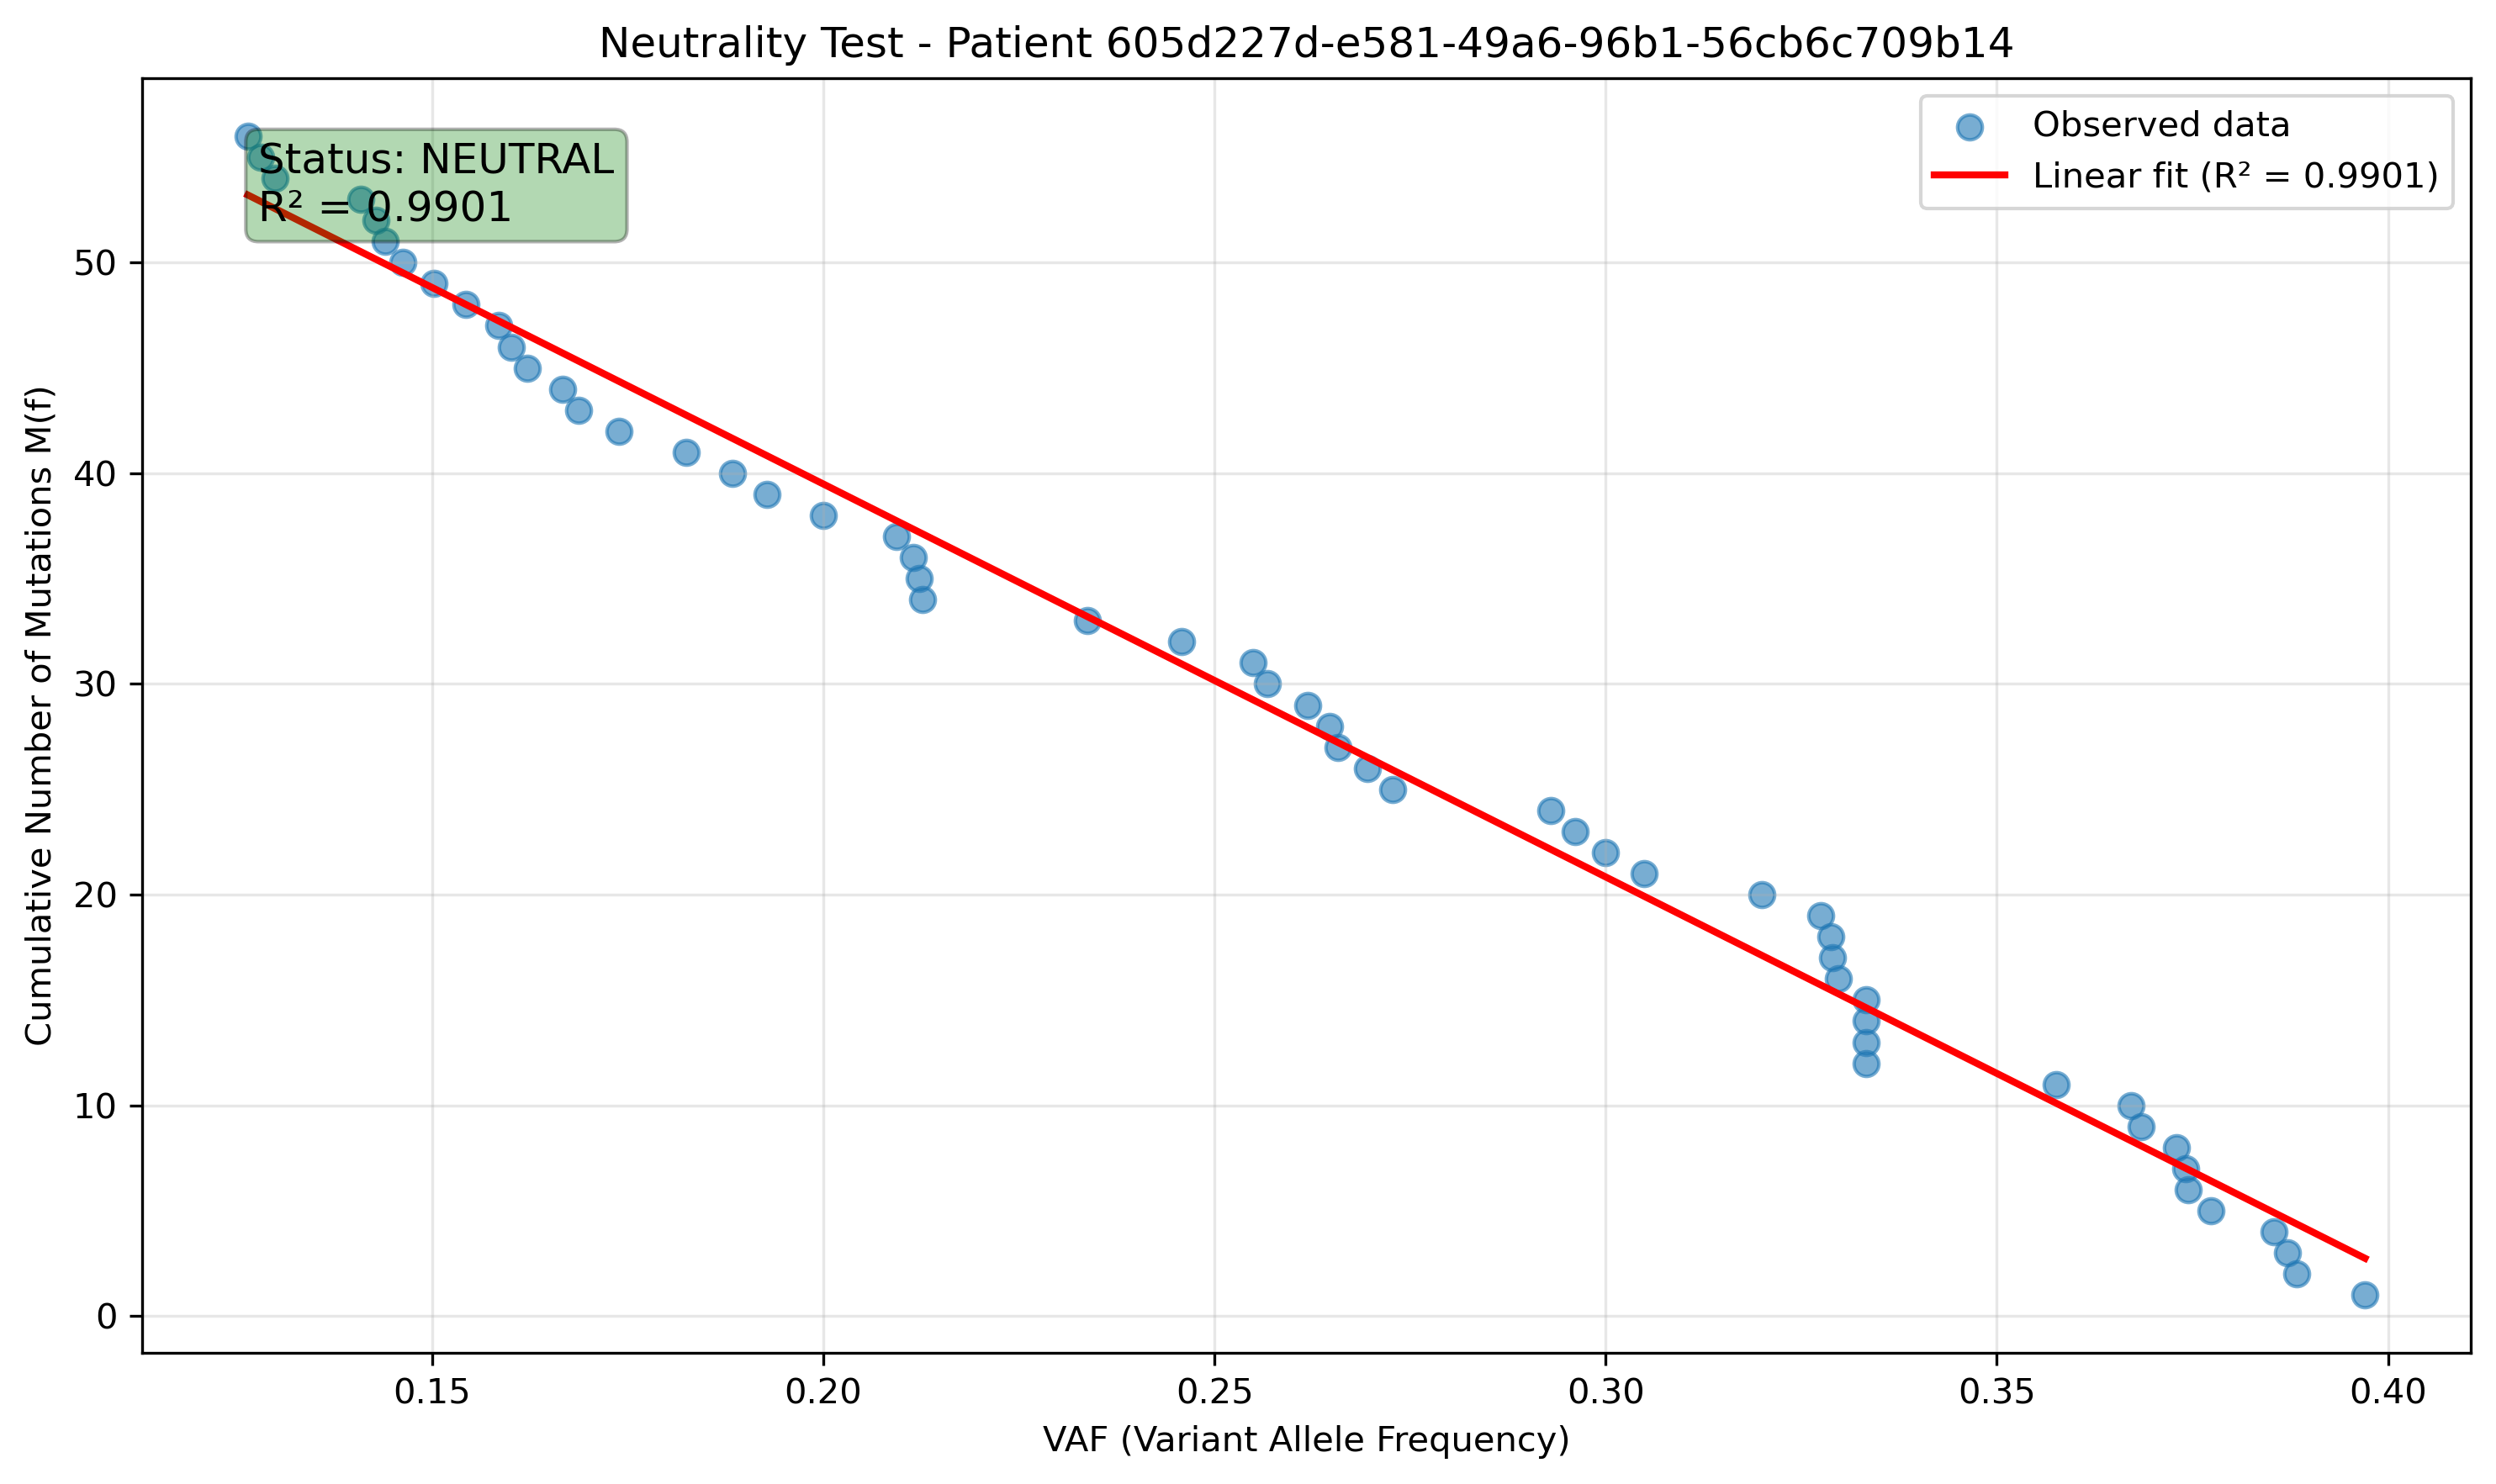 Neutrality Test - Patient 605d227d-e581-49a6-96b1-56cb6c709b14
Status: NEUTRAL
R² = 0.9901
Observed data
Linear fit (R² = 0.9901)
Cumulative Number of Mutations M(f)
50
40
30
20
10
0
0.15 0.20 0.25 0.30 0.35 0.40
VAF (Variant Allele Frequency)